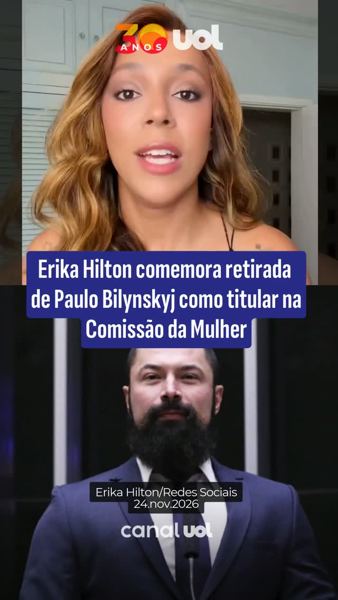 30 uol
ANOS
Erika Hilton comemora retirada
de Paulo Bilynskyj como titular na
Comissão da Mulher
Erika Hilton/Redes Sociais
24.nov.2026
canal uol